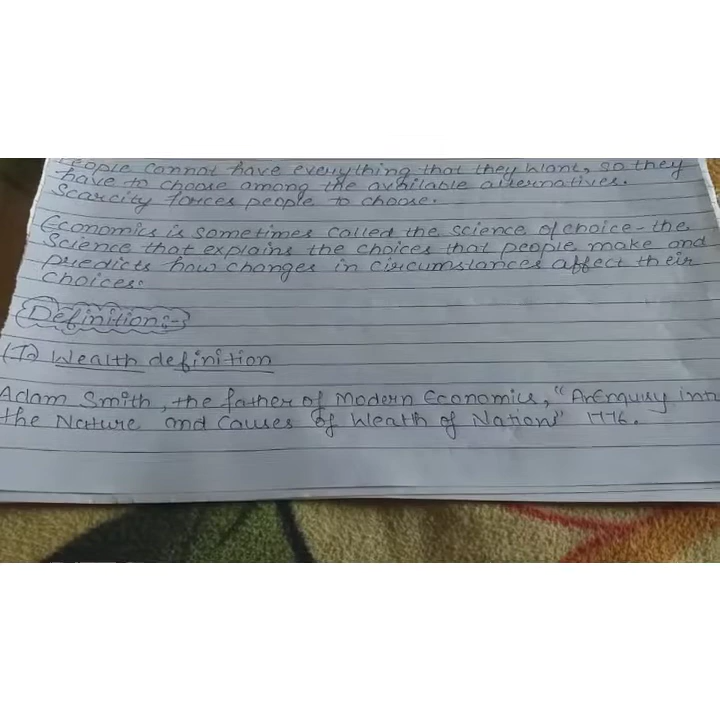 People cannot have everything that they want, so they
have to choose among the available alternatives.
Scarcity forces people to choose.
Economics is sometimes called the science of choice - the
Science that explains the choices that people make and
predicts how changes in circumstances affect their
choices.
Definition:-
(I) Wealth definition
Adam Smith, the father of Modern Economics, "An Enquiry into
the Nature and Causes of Wealth of Nations" 1776.